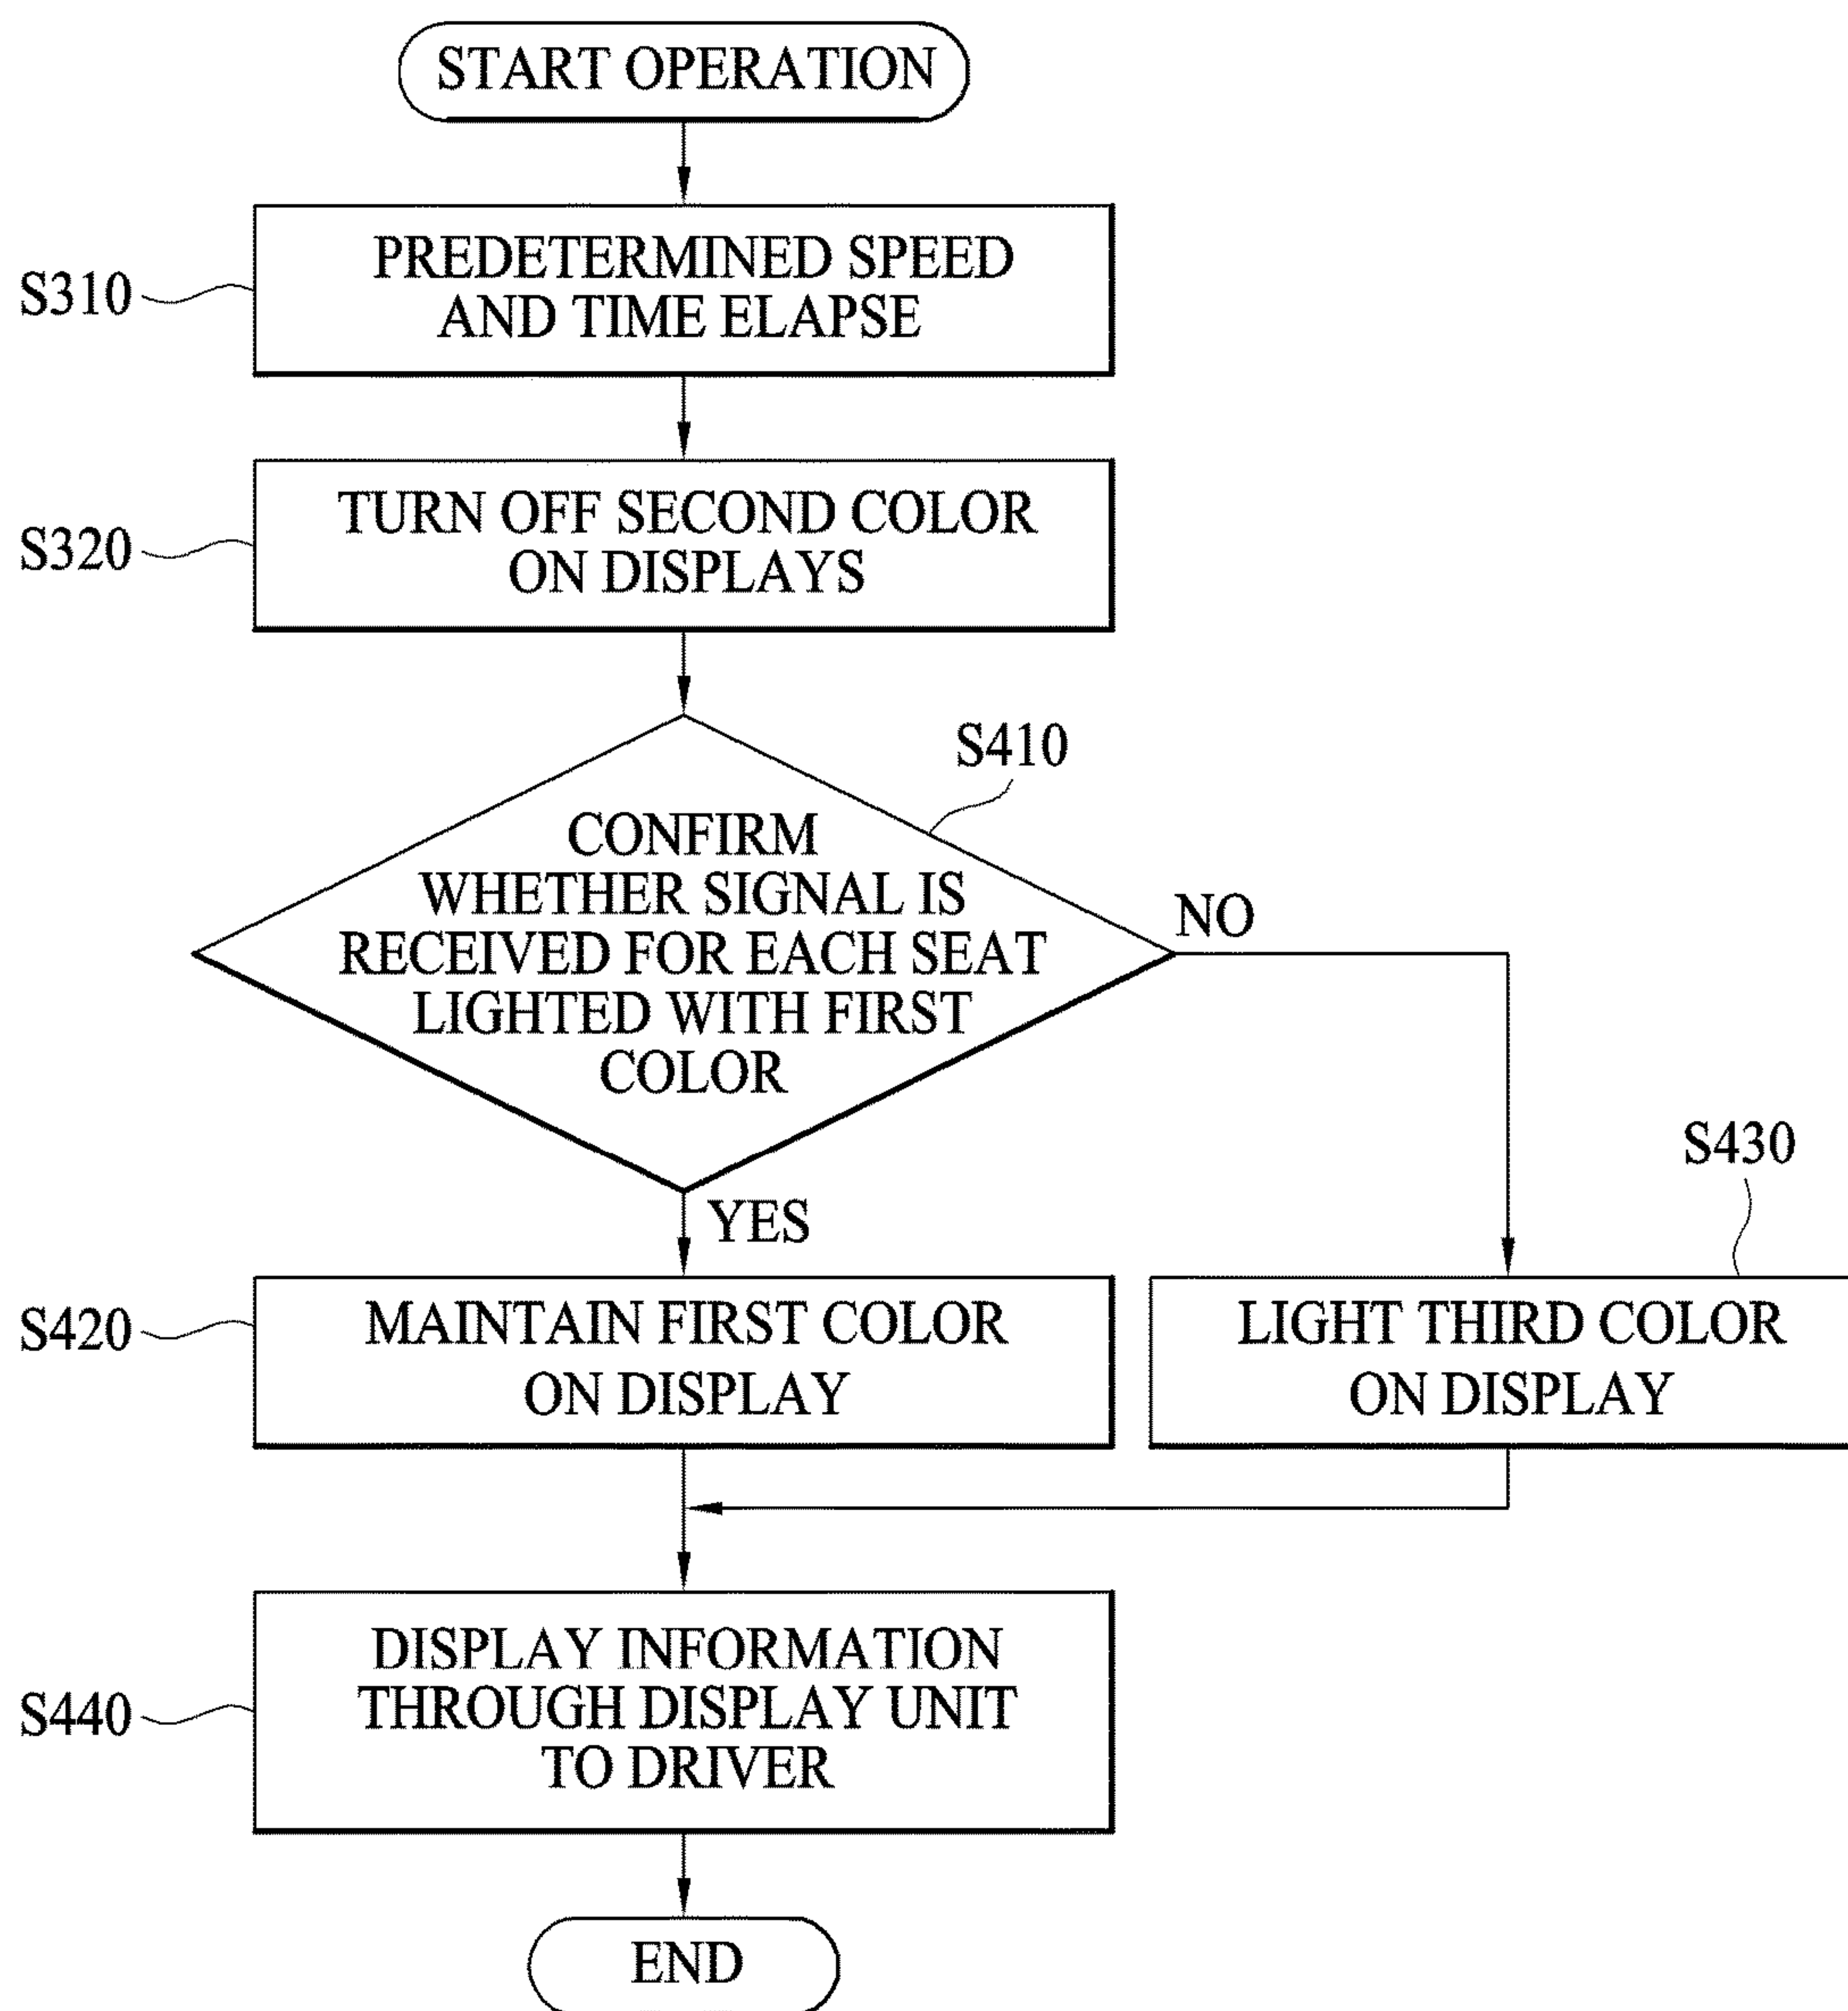 START OPERATION
S310
PREDETERMINED SPEED
AND TIME ELAPSE
S320
TURN OFF SECOND COLOR
ON DISPLAYS
S410
CONFIRM
WHETHER SIGNAL IS
RECEIVED FOR EACH SEAT
LIGHTED WITH FIRST
COLOR
NO
YES
S430
S420
MAINTAIN FIRST COLOR
ON DISPLAY
LIGHT THIRD COLOR
ON DISPLAY
S440
DISPLAY INFORMATION
THROUGH DISPLAY UNIT
TO DRIVER
END